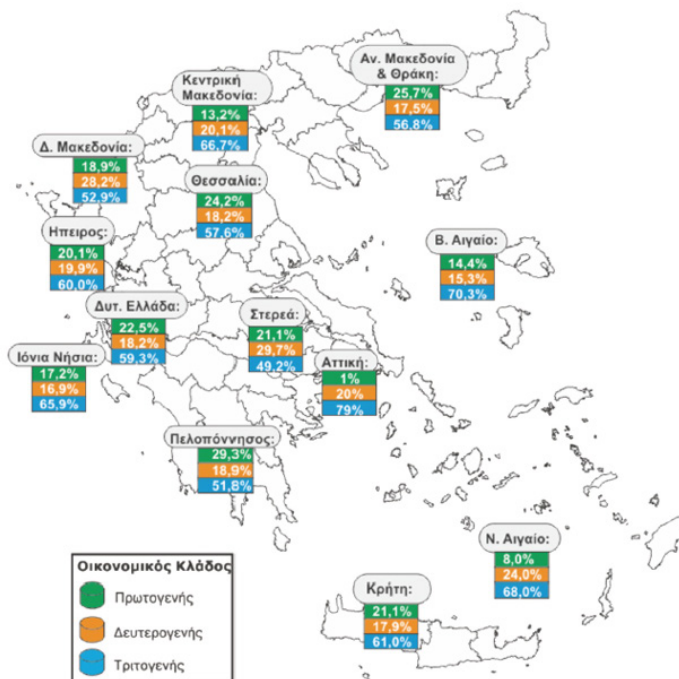 Αν. Μακεδονία
& Θράκη:
25,7%
17,5%
56,8%
Κεντρική
Μακεδονία:
13,2%
20,1%
66,7%
Δ. Μακεδονία:
18,9%
28,2%
52,9%
Θεσσαλία:
24,2%
18,2%
57,6%
Ηπειρος:
20,1%
19,9%
60,0%
Β. Αιγαίο:
14,4%
15,3%
70,3%
Δυτ. Ελλάδα:
22,5%
18,2%
59,3%
Στερεά:
21,1%
29,7%
49,2%
Ιόνια Νήσια:
17,2%
16,9%
65,9%
Αττική:
1%
20%
79%
Πελοπόννησος:
29,3%
18,9%
51,8%
Ν. Αιγαίο:
8,0%
24,0%
68,0%
Κρήτη:
21,1%
17,9%
61,0%
Οικονομικός Κλάδος
Πρωτογενής
Δευτερογενής
Τριτογενής